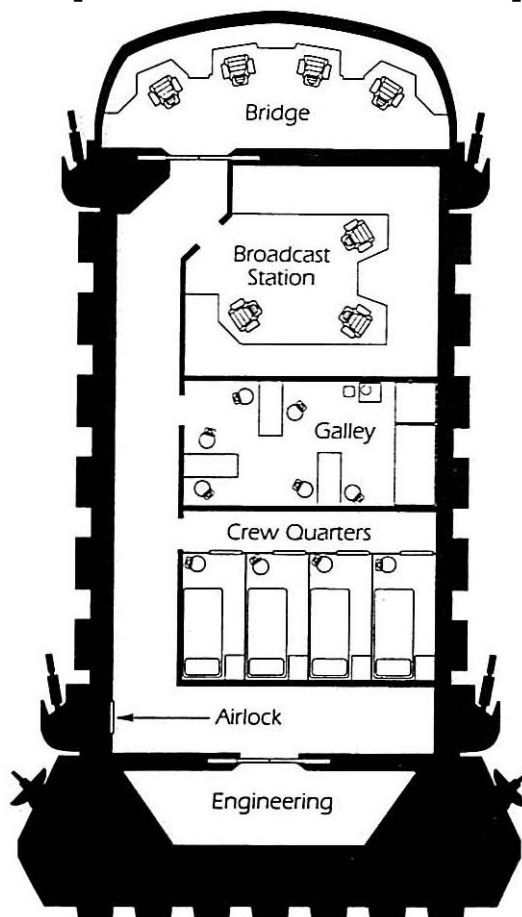 Bridge
Broadcast
Station
Galley
Crew Quarters
Airlock
Engineering